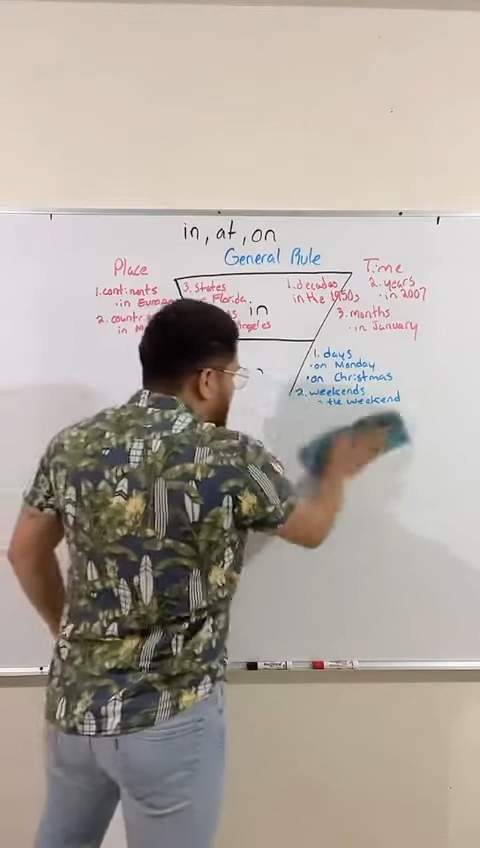 in, at, on
General Rule
Place
1. continents
· in Europe
2.
in
3. States
Florida
in
1. decades
in the 1950s
Time
2. years
· in 2007
3. months
· in January
1. days
· on Monday
· on Christmas
2. weekends
the weekend